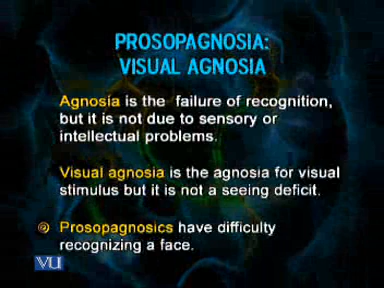 PROSOPAGNOSIA:
VISUAL AGNOSIA
Agnosia is the failure of recognition,
but it is not due to sensory or
intellectual problems.
Visual agnosia is the agnosia for visual
stimulus but it is not a seeing deficit.
Prosopagnosics have difficulty
recognizing a face.
VU